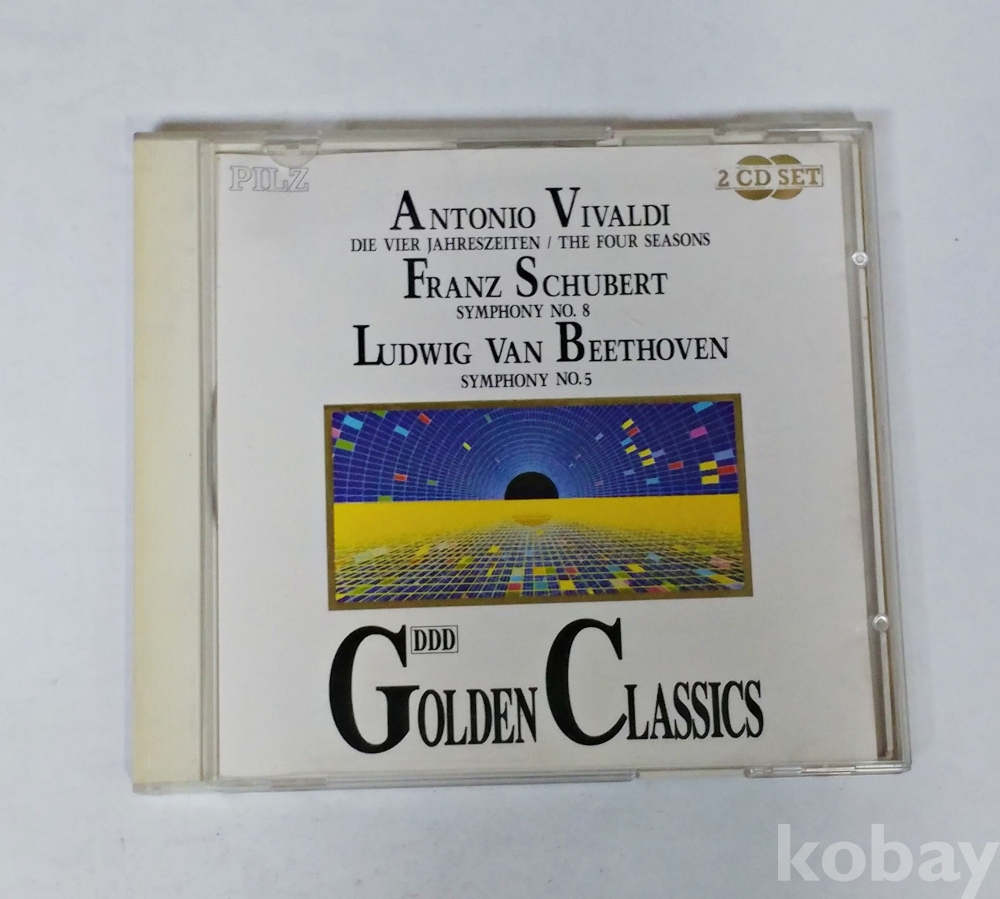 PILZ
2 CD SET
ANTONIO VIVALDI
DIE VIER JAHRESZEITEN / THE FOUR SEASONS
FRANZ SCHUBERT
SYMPHONY NO. 8
LUDWIG VAN BEETHOVEN
SYMPHONY NO.5
DDD
GOLDEN CLASSICS
kobay